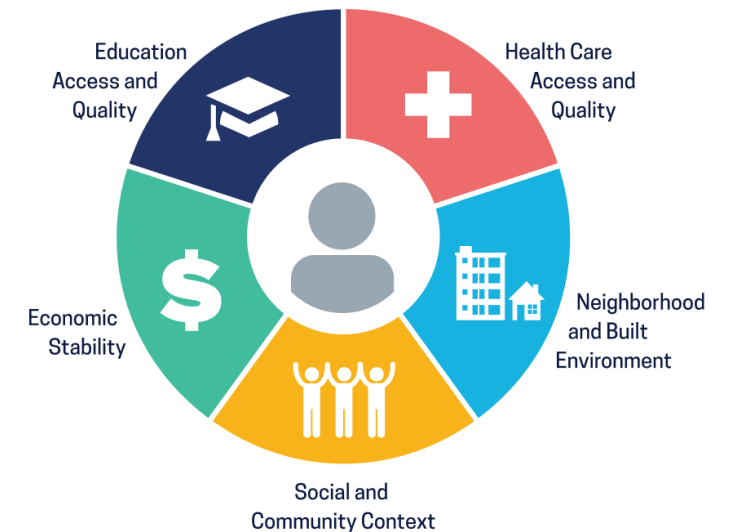 Education
Access and
Quality
Health Care
Access and
Quality
Economic
Stability
Neighborhood
and Built
Environment
Social and
Community Context